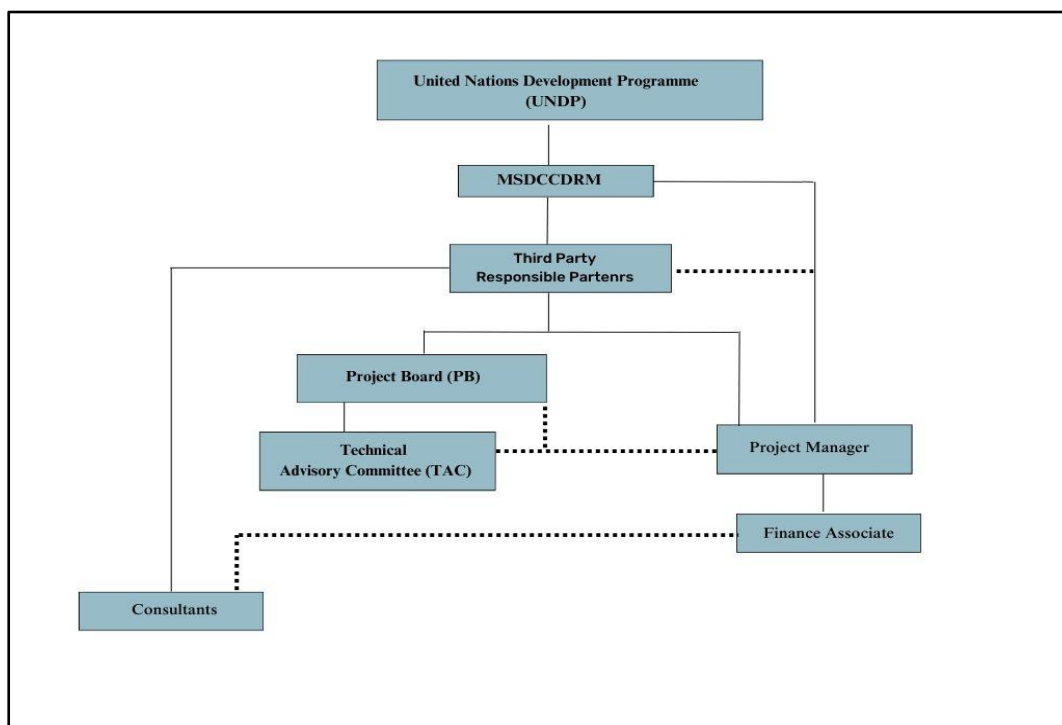 United Nations Development Programme
(UNDP)
MSDCCDRM
Third Party
Responsible Partenrs
Project Board (PB)
Technical
Advisory Committee (TAC)
Project Manager
Finance Associate
Consultants